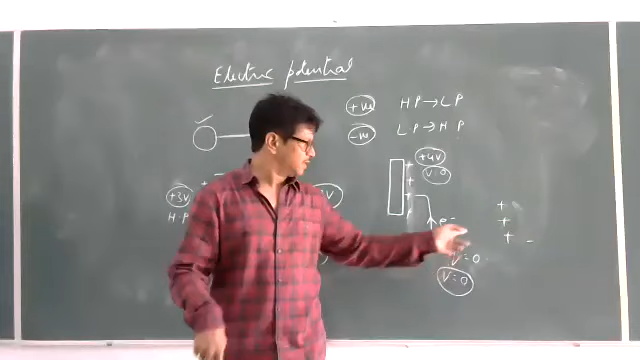 Electric potential
+ve HP→LP
-ve LP→HP
+4V
V=0
+3V
H.P
e-
V=0
V=0